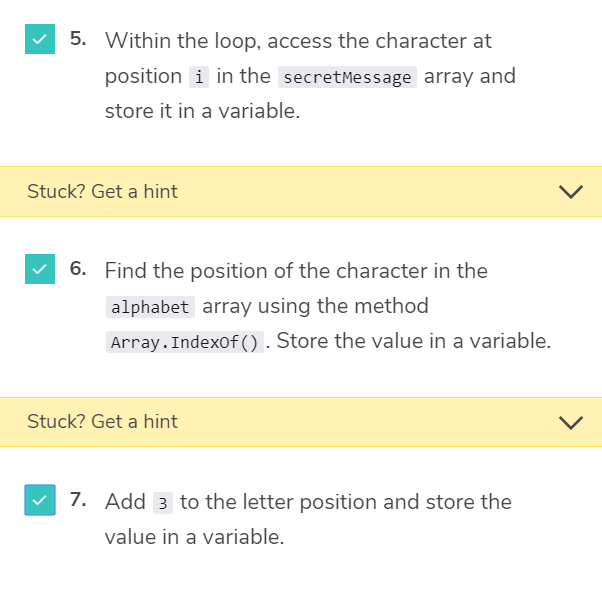 5. Within the loop, access the character at
position i in the secretMessage array and
store it in a variable.
Stuck? Get a hint
6. Find the position of the character in the
alphabet array using the method
Array.IndexOf() . Store the value in a variable.
Stuck? Get a hint
7. Add 3 to the letter position and store the
value in a variable.